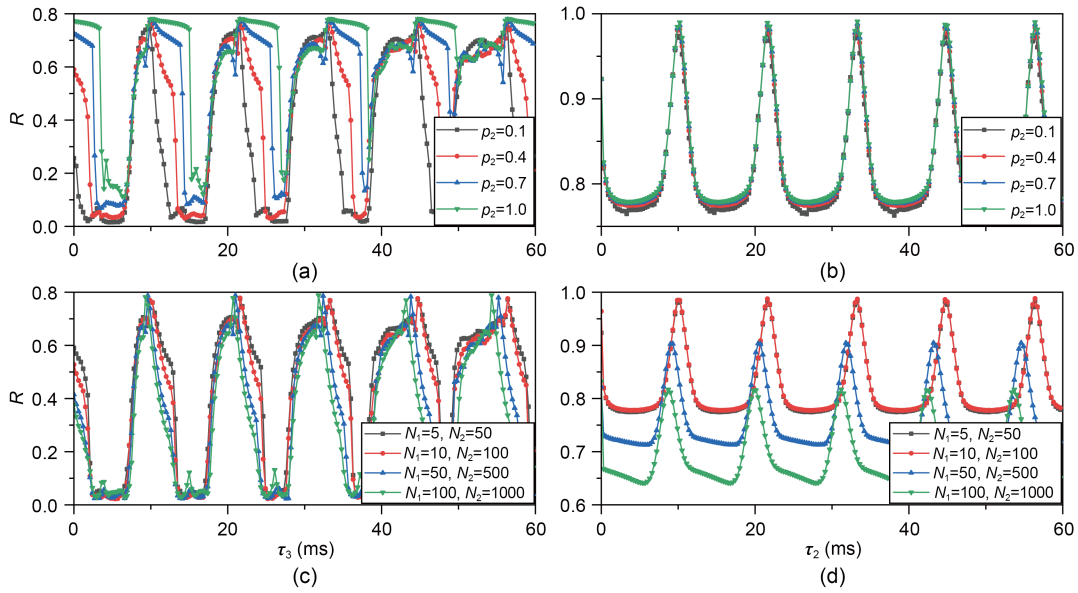 0.8
0.6
0.4
0.2
0.0
R
0 20 40 60
p₂=0.1
p₂=0.4
p₂=0.7
p₂=1.0
(a)
1.0
0.9
0.8
R
0 20 40 60
p₂=0.1
p₂=0.4
p₂=0.7
p₂=1.0
(b)
0.8
0.6
0.4
0.2
0.0
R
0 20 40 60
N₁=5, N₂=50
N₁=10, N₂=100
N₁=50, N₂=500
N₁=100, N₂=1000
τ₃ (ms)
(c)
1.0
0.9
0.8
0.7
0.6
R
0 20 40 60
N₁=5, N₂=50
N₁=10, N₂=100
N₁=50, N₂=500
N₁=100, N₂=1000
τ₂ (ms)
(d)